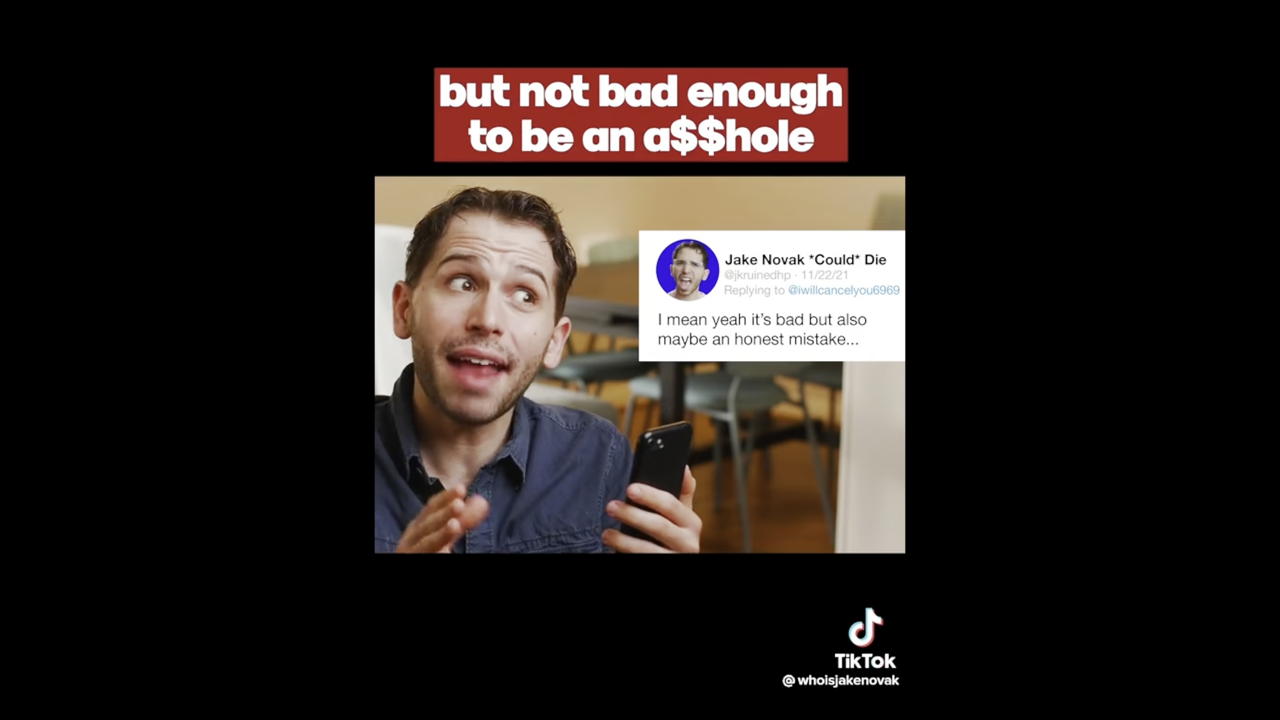 but not bad enough
to be an a$$hole
Jake Novak *Could* Die
@jkruinedhp · 11/22/21
Replying to @iwillcancelyou6969
I mean yeah it's bad but also
maybe an honest mistake...
TikTok
@ whoisjakenovak